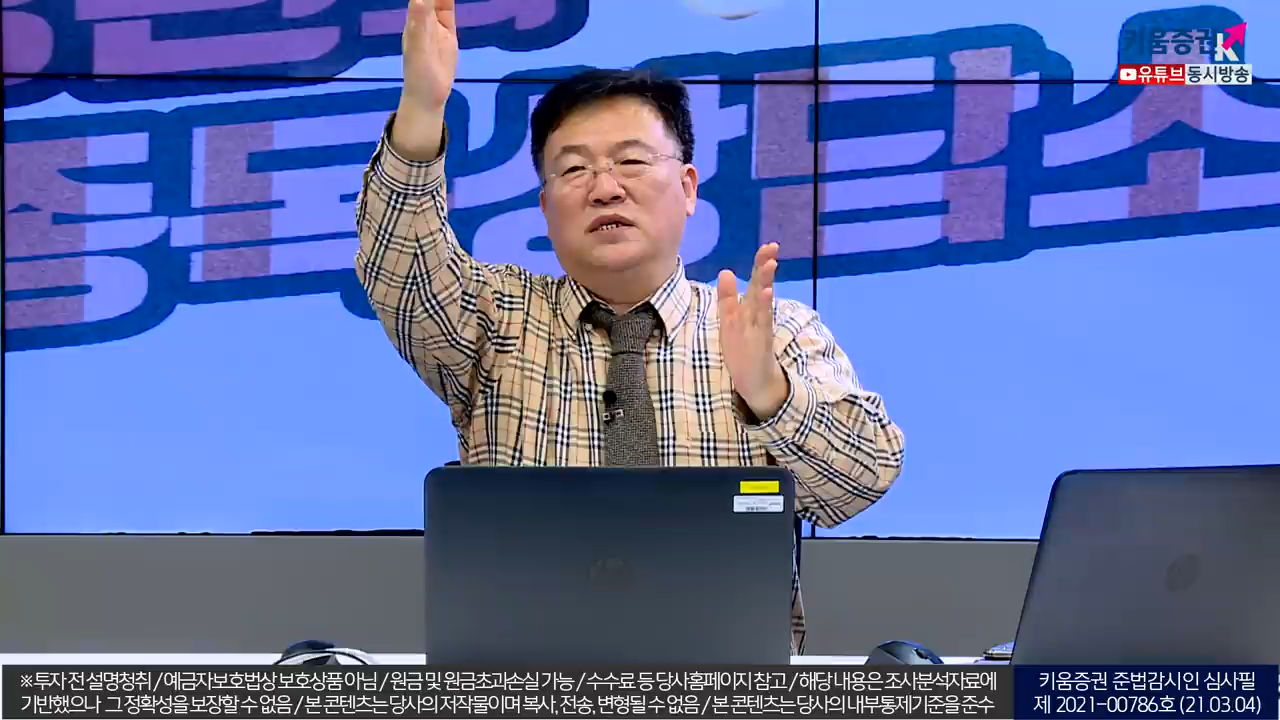 종목상담소
키움증권
유튜브동시방송
※ 투자 전 설명청취 / 예금자보호법상 보호상품 아님 / 원금 및 원금초과손실 가능 / 수수료 등 당사홈페이지 참고 / 해당 내용은 조사분석자료에
기반했으나 그 정확성을 보장할 수 없음 / 본 콘텐츠는 당사의 저작물이며 복사, 전송, 변형될 수 없음 / 본 콘텐츠는 당사의 내부통제기준을 준수
키움증권 준법감시인 심사필
제 2021-00786호 (21.03.04)